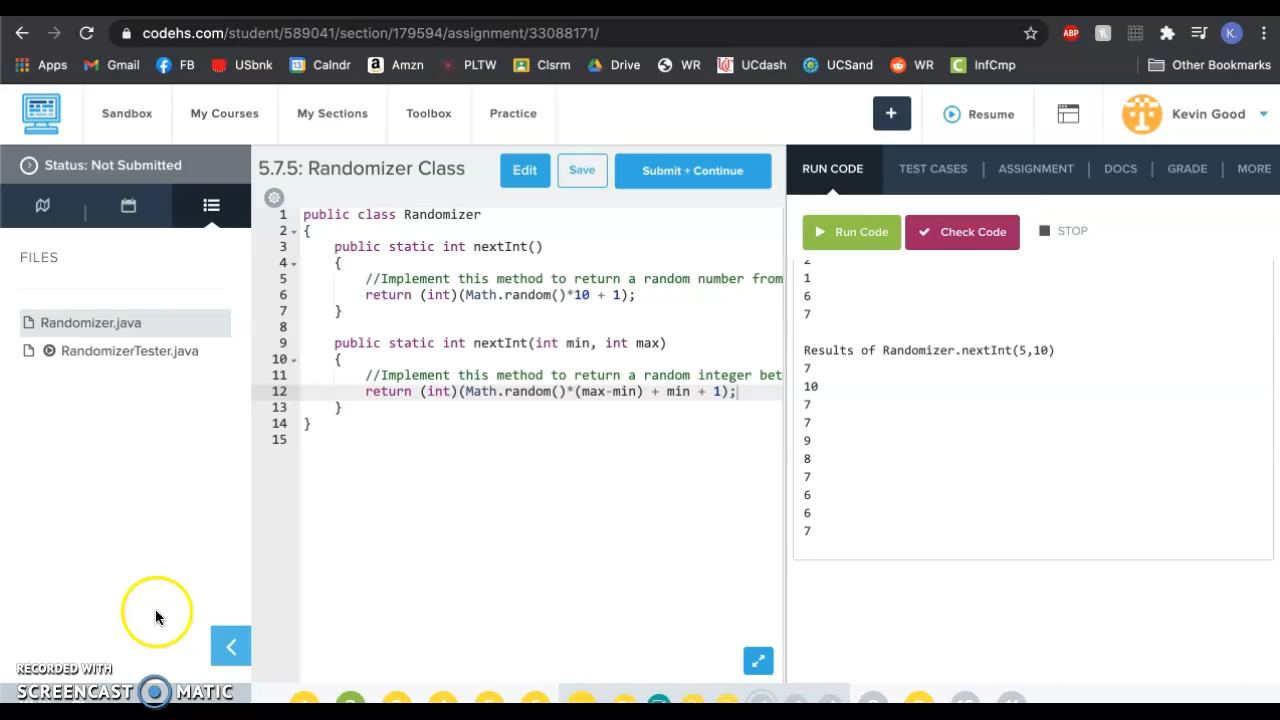 codehs.com/student/589041/section/179594/assignment/33088171/
ABP
K.
Apps Gmail FB USbnk Calndr Amzn PLTW Clsrm Drive WR UCdash UCSand WR InfCmp Other Bookmarks
Sandbox My Courses My Sections Toolbox Practice + Resume Kevin Good
Status: Not Submitted
5.7.5: Randomizer Class Edit Save Submit + Continue
RUN CODE TEST CASES ASSIGNMENT DOCS GRADE MORE
Run Code Check Code STOP
FILES
Randomizer.java
RandomizerTester.java
1 public class Randomizer
2 {
3 public static int nextInt()
4 {
5 //Implement this method to return a random number from
6 return (int)(Math.random()*10 + 1);
7 }
8
9 public static int nextInt(int min, int max)
10 {
11 //Implement this method to return a random integer bet
12 return (int)(Math.random()*(max-min) + min + 1);
13 }
14 }
15
2
1
6
7
Results of Randomizer.nextInt(5,10)
7
10
7
7
9
8
7
6
6
7
RECORDED WITH
SCREENCAST MATIC